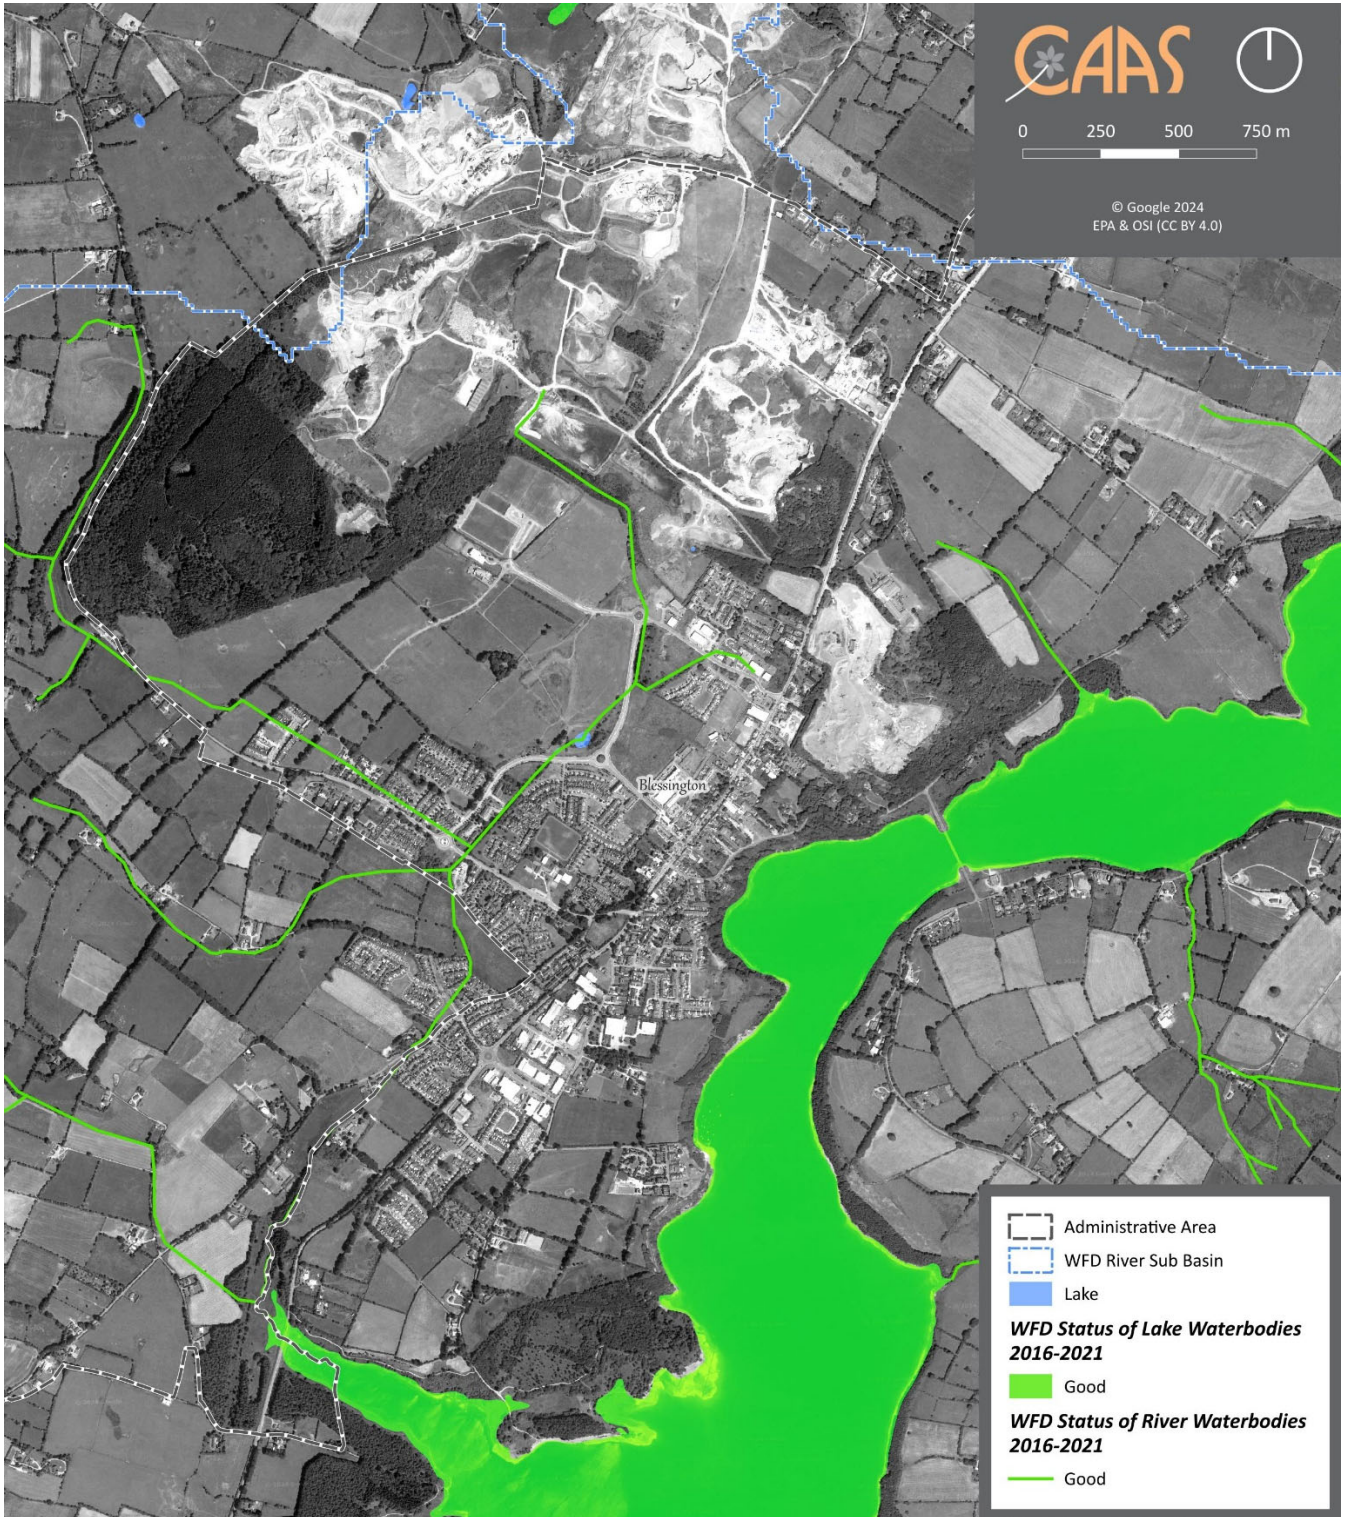 CAAS
0 250 500 750 m
© Google 2024
EPA & OSI (CC BY 4.0)
Blessington
Administrative Area
WFD River Sub Basin
Lake
WFD Status of Lake Waterbodies
2016-2021
Good
WFD Status of River Waterbodies
2016-2021
Good